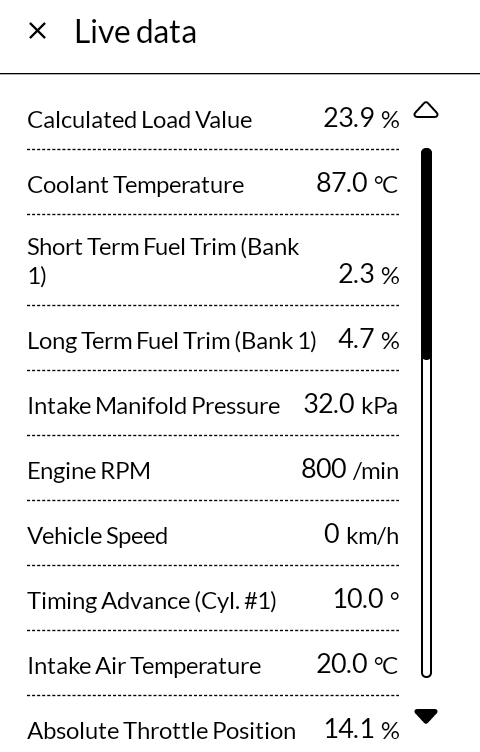 × Live data
Calculated Load Value 23.9 %
Coolant Temperature 87.0 °C
Short Term Fuel Trim (Bank
1) 2.3 %
Long Term Fuel Trim (Bank 1) 4.7 %
Intake Manifold Pressure 32.0 kPa
Engine RPM 800 /min
Vehicle Speed 0 km/h
Timing Advance (Cyl. #1) 10.0 °
Intake Air Temperature 20.0 °C
Absolute Throttle Position 14.1 %